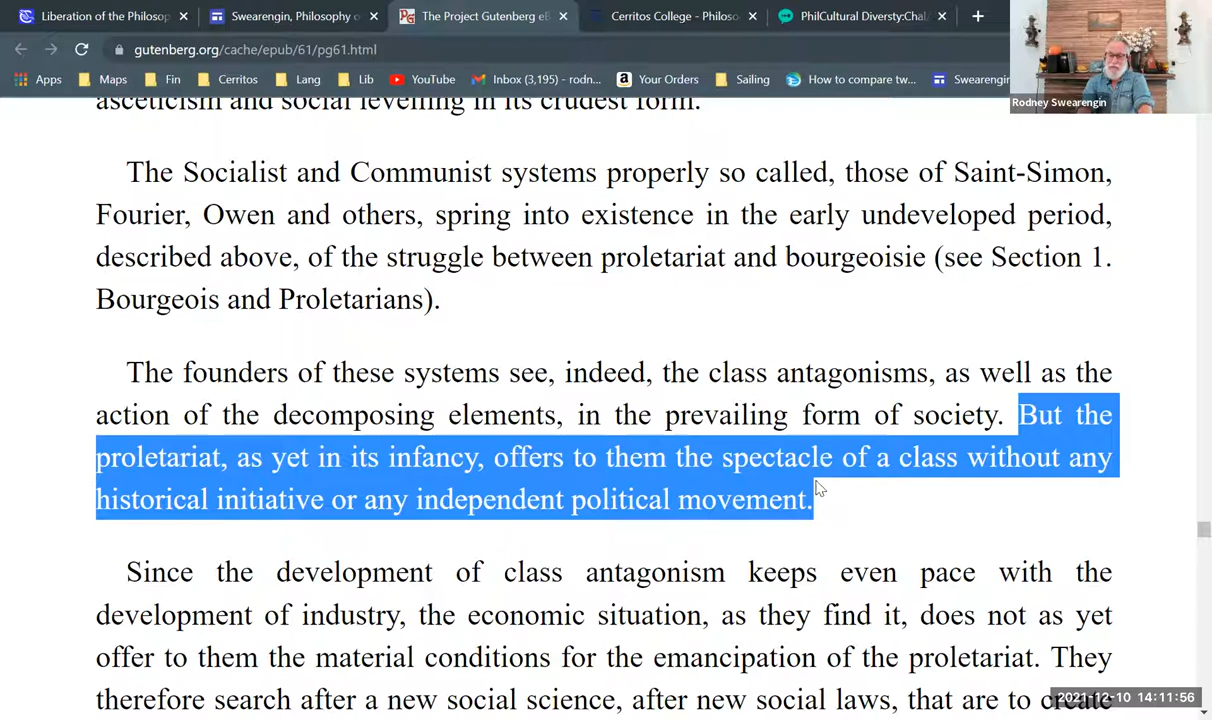 Liberation of the Philosop
Swearengin, Philosophy o
The Project Gutenberg eB
Cerritos College - Philoso
PhilCultural Diversty:Chal
gutenberg.org/cache/epub/61/pg61.html
Apps
Maps
Fin
Cerritos
Lang
Lib
YouTube
Inbox (3,195) - rodn...
Your Orders
Sailing
How to compare tw...
Swearengin
Rodney Swearengin
asceticism and social levelling in its crudest form.
The Socialist and Communist systems properly so called, those of Saint-Simon,
Fourier, Owen and others, spring into existence in the early undeveloped period,
described above, of the struggle between proletariat and bourgeoisie (see Section 1.
Bourgeois and Proletarians).
The founders of these systems see, indeed, the class antagonisms, as well as the
action of the decomposing elements, in the prevailing form of society. But the
proletariat, as yet in its infancy, offers to them the spectacle of a class without any
historical initiative or any independent political movement.
Since the development of class antagonism keeps even pace with the
development of industry, the economic situation, as they find it, does not as yet
offer to them the material conditions for the emancipation of the proletariat. They
therefore search after a new social science, after new social laws, that are to create
2021-12-10 14:11:56